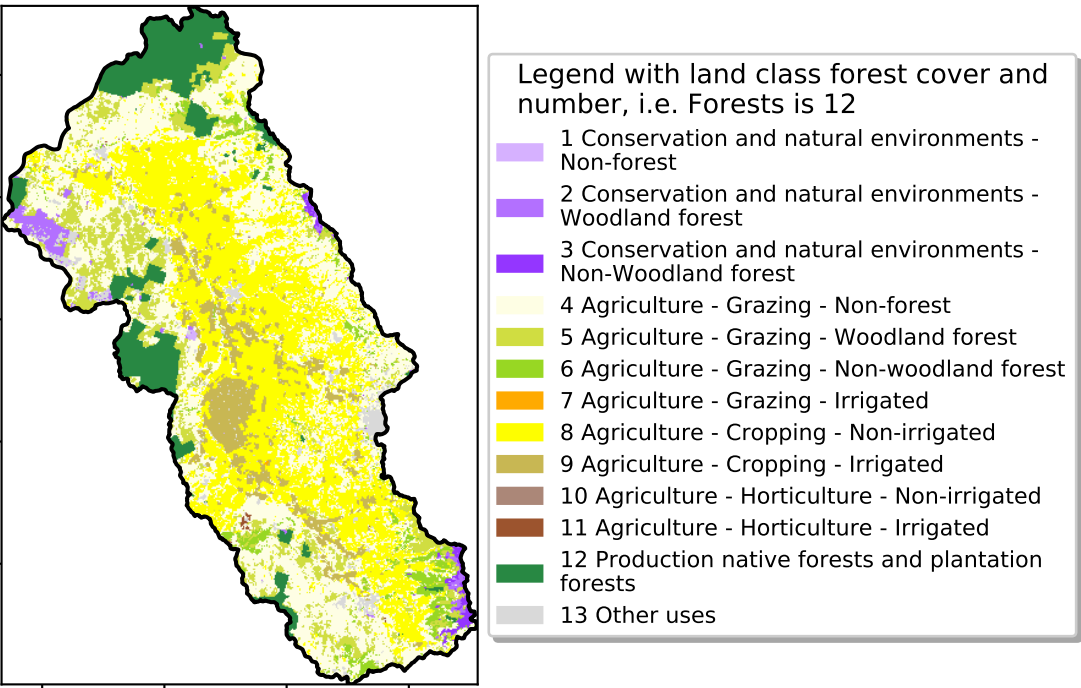 Legend with land class forest cover and
number, i.e. Forests is 12
1 Conservation and natural environments -
Non-forest
2 Conservation and natural environments -
Woodland forest
3 Conservation and natural environments -
Non-Woodland forest
4 Agriculture - Grazing - Non-forest
5 Agriculture - Grazing - Woodland forest
6 Agriculture - Grazing - Non-woodland forest
7 Agriculture - Grazing - Irrigated
8 Agriculture - Cropping - Non-irrigated
9 Agriculture - Cropping - Irrigated
10 Agriculture - Horticulture - Non-irrigated
11 Agriculture - Horticulture - Irrigated
12 Production native forests and plantation
forests
13 Other uses